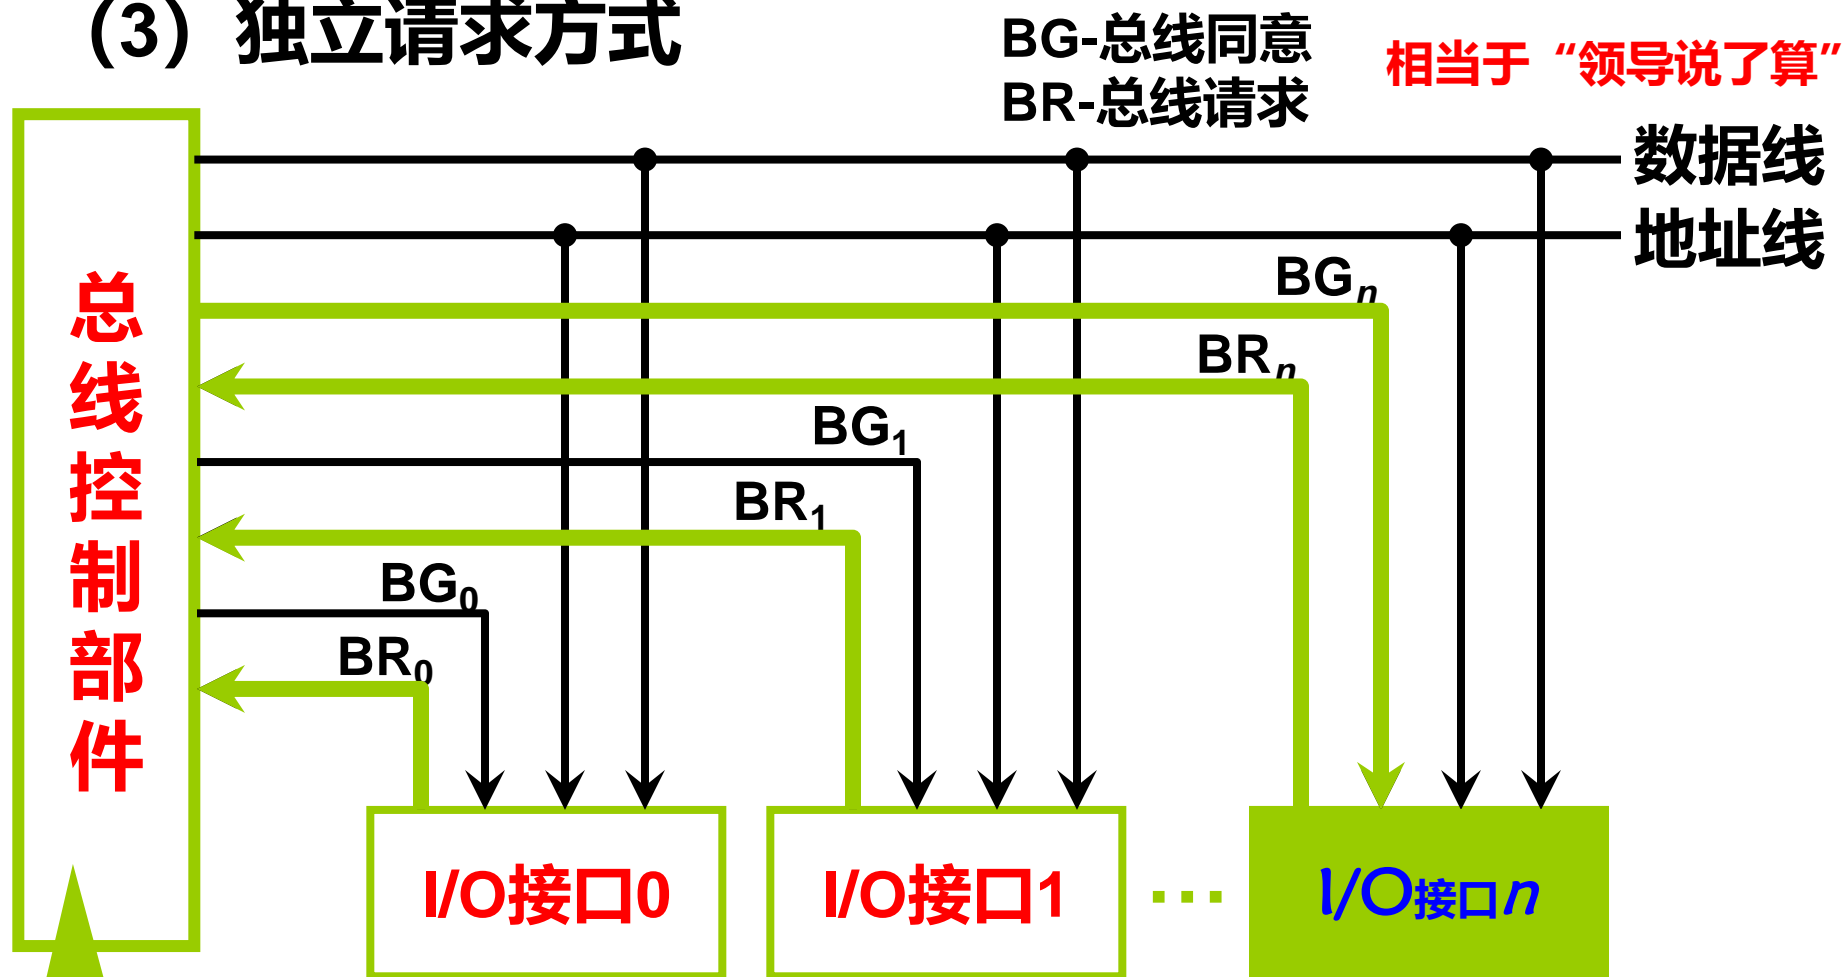 （3）独立请求方式
BG-总线同意
BR-总线请求
相当于“领导说了算”
数据线
地址线
BGn
BRn
BG1
BR1
BG0
BR0
总线控制部件
I/O接口0
I/O接口1
…
I/O接口n